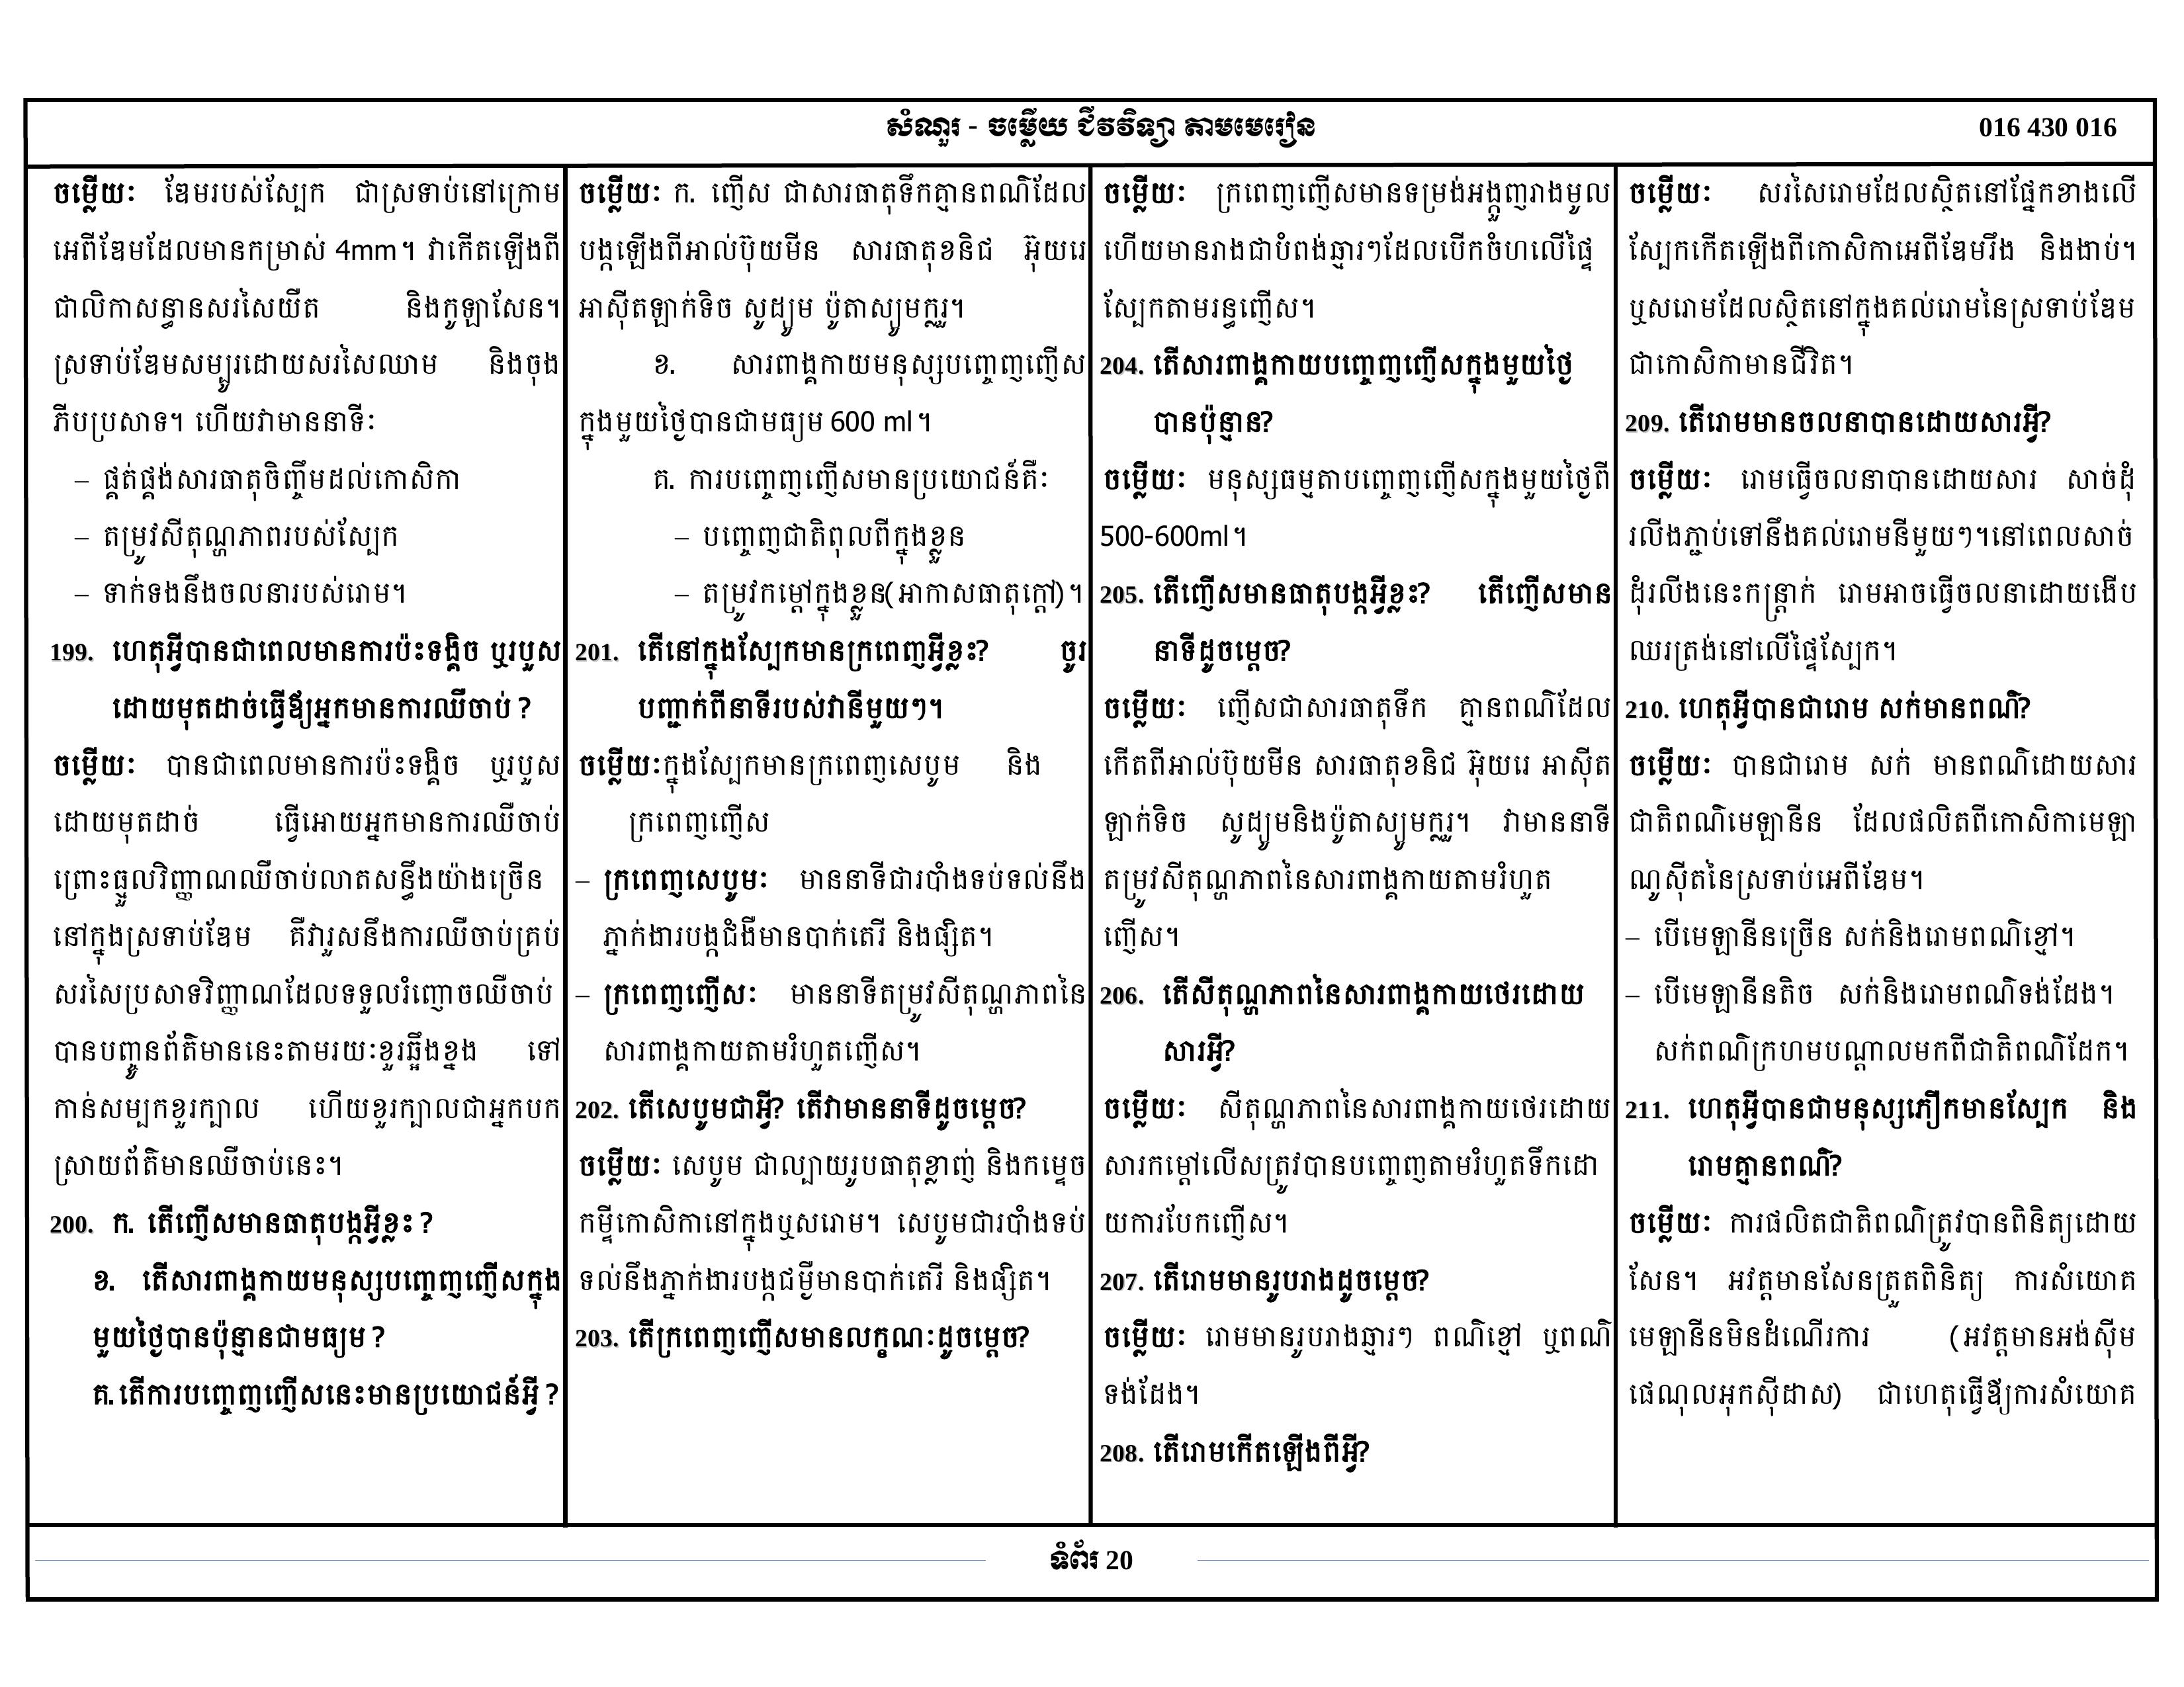 សំណួរ - ចម្លើយ ជីវវិទ្យា តាមមេរៀន
016 430 016
ចម្លើយៈ ឌែមរបស់ស្បែក ជាស្រទាប់នៅក្រោម
អេពីឌែមដែលមានកម្រាស់ 4mm។ វាកើតឡើងពី
ជាលិកាសន្ធានសរសៃយឺត និងកូឡាសែន។
ស្រទាប់ឌែមសម្បូរដោយសរសៃឈាម និងចុង
ភីបប្រសាទ។ ហើយវាមាននាទីៈ
– ផ្គត់ផ្គង់សារធាតុចិញ្ចឹមដល់កោសិកា
– តម្រូវសីតុណ្ហភាពរបស់ស្បែក
– ទាក់ទងនឹងចលនារបស់រោម។
199. ហេតុអ្វីបានជាពេលមានការប៉ះទង្គិច ឬរបួស
ដោយមុតដាច់ធ្វើឱ្យអ្នកមានការឈឺចាប់ ?
ចម្លើយៈ បានជាពេលមានការប៉ះទង្គិច ឬរបួស
ដោយមុតដាច់ ធ្វើអោយអ្នកមានការឈឺចាប់
ព្រោះធ្វួលវិញ្ញាណឈឺចាប់លាតសន្ធឹងយ៉ាងច្រើន
នៅក្នុងស្រទាប់ឌែម គឺវារួសនឹងការឈឺចាប់គ្រប់
សរសៃប្រសាទវិញ្ញាណដែលទទួលរំញោចឈឺចាប់
បានបញ្ជូនព័ត៌មាននេះតាមរយៈខួរឆ្អឹងខ្នង ទៅ
កាន់សម្បកខួរក្បាល ហើយខួរក្បាលជាអ្នកបក
ស្រាយព័ត៌មានឈឺចាប់នេះ។
200. ក. តើញើសមានធាតុបង្កអ្វីខ្លះ ?
ខ. តើសារពាង្គកាយមនុស្សបញ្ចេញញើសក្នុង
មួយថ្ងៃបានប៉ុន្មានជាមធ្យម ?
គ. តើការបញ្ចេញញើសនេះមានប្រយោជន៍អ្វី ?
ចម្លើយៈ ក. ញើស ជាសារធាតុទឹកគ្មានពណ៌ដែល
បង្កឡើងពីអាល់ប៊ុយមីន សារធាតុខនិជ អ៊ុយរេ
អាស៊ីតឡាក់ទិច សូដ្យូម ប៉ូតាស្យូមក្លរួ។
ខ. សារពាង្គកាយមនុស្សបញ្ចេញញើស
ក្នុងមួយថ្ងៃបានជាមធ្យម 600 ml។
គ. ការបញ្ចេញញើសមានប្រយោជន៍គឺៈ
– បញ្ចេញជាតិពុលពីក្នុងខ្លួន
– តម្រូវកម្ដៅក្នុងខ្លួន(អាកាសធាតុក្ដៅ)។
201. តើនៅក្នុងស្បែកមានក្រពេញអ្វីខ្លះ? ចូរ
បញ្ជាក់ពីនាទីរបស់វានីមួយៗ។
ចម្លើយៈក្នុងស្បែកមានក្រពេញសេបូម និង
ក្រពេញញើស
– ក្រពេញសេបូមៈ មាននាទីជារបាំងទប់ទល់នឹង
ភ្នាក់ងារបង្កជំងឺមានបាក់តេរី និងផ្សិត។
– ក្រពេញញើសៈ មាននាទីតម្រូវសីតុណ្ហភាពនៃ
សារពាង្គកាយតាមរំហួតញើស។
202. តើសេបូមជាអ្វី? តើវាមាននាទីដូចម្ដេច?
ចម្លើយៈ សេបូម ជាល្បាយរូបធាតុខ្លាញ់ និងកម្ទេច
កម្ទីកោសិកានៅក្នុងឬសរោម។ សេបូមជារបាំងទប់
ទល់នឹងភ្នាក់ងារបង្កជម្ងឺមានបាក់តេរី និងផ្សិត។
203. តើក្រពេញញើសមានលក្ខណៈដូចម្ដេច?
ចម្លើយៈ ក្រពេញញើសមានទម្រង់អង្កួញរាងមូល
ហើយមានរាងជាបំពង់ឆ្មារៗដែលបើកចំហលើផ្ទៃ
ស្បែកតាមរន្ធញើស។
204. តើសារពាង្គកាយបញ្ចេញញើសក្នុងមួយថ្ងៃ
បានប៉ុន្មាន?
ចម្លើយៈ មនុស្សធម្មតាបញ្ចេញញើសក្នុងមួយថ្ងៃពី
500-600ml។
205. តើញើសមានធាតុបង្កអ្វីខ្លះ? តើញើសមាន
នាទីដូចម្ដេច?
ចម្លើយៈ ញើសជាសារធាតុទឹក គ្មានពណ៌ដែល
កើតពីអាល់ប៊ុយមីន សារធាតុខនិជ អ៊ុយរេ អាស៊ីត
ឡាក់ទិច សូដ្យូមនិងប៉ូតាស្យូមក្លរួ។ វាមាននាទី
តម្រូវសីតុណ្ហភាពនៃសារពាង្គកាយតាមរំហួត
ញើស។
206. តើសីតុណ្ហភាពនៃសារពាង្គកាយថេរដោយ
សារអ្វី?
ចម្លើយៈ សីតុណ្ហភាពនៃសារពាង្គកាយថេរដោយ
សារកម្ដៅលើសត្រូវបានបញ្ចេញតាមរំហួតទឹកដោ
យការបែកញើស។
207. តើរោមមានរូបរាងដូចម្ដេច?
ចម្លើយៈ រោមមានរូបរាងឆ្មារៗ ពណ៌ខ្មៅ ឬពណ៌
ទង់ដែង។
208. តើរោមកើតឡើងពីអ្វី?
ចម្លើយៈ សរសៃរោមដែលស្ថិតនៅផ្នែកខាងលើ
ស្បែកកើតឡើងពីកោសិកាអេពីឌែមរឹង និងងាប់។
ឬសរោមដែលស្ថិតនៅក្នុងគល់រោមនៃស្រទាប់ឌែម
ជាកោសិកាមានជីវិត។
209. តើរោមមានចលនាបានដោយសារអ្វី?
ចម្លើយៈ រោមធ្វើចលនាបានដោយសារ សាច់ដុំ
រលីងភ្ជាប់ទៅនឹងគល់រោមនីមួយៗ។នៅពេលសាច់
ដុំរលីងនេះកន្ត្រាក់ រោមអាចធ្វើចលនាដោយងើប
ឈរត្រង់នៅលើផ្ទៃស្បែក។
210. ហេតុអ្វីបានជារោម សក់មានពណ៌?
ចម្លើយៈ បានជារោម សក់ មានពណ៌ដោយសារ
ជាតិពណ៌មេឡានីន ដែលផលិតពីកោសិកាមេឡា
ណូស៊ីតនៃស្រទាប់អេពីឌែម។
– បើមេឡានីនច្រើន សក់និងរោមពណ៌ខ្មៅ។
– បើមេឡានីនតិច សក់និងរោមពណ៌ទង់ដែង។
សក់ពណ៌ក្រហមបណ្ដាលមកពីជាតិពណ៌ដែក។
211. ហេតុអ្វីបានជាមនុស្សភឿកមានស្បែក និង
រោមគ្មានពណ៌?
ចម្លើយៈ ការផលិតជាតិពណ៌ត្រូវបានពិនិត្យដោយ
សែន។ អវត្តមានសែនត្រួតពិនិត្យ ការសំយោគ
មេឡានីនមិនដំណើរការ (អវត្តមានអង់ស៊ីម
ផេណុលអុកស៊ីដាស) ជាហេតុធ្វើឱ្យការសំយោគ
ទំព័រ 20